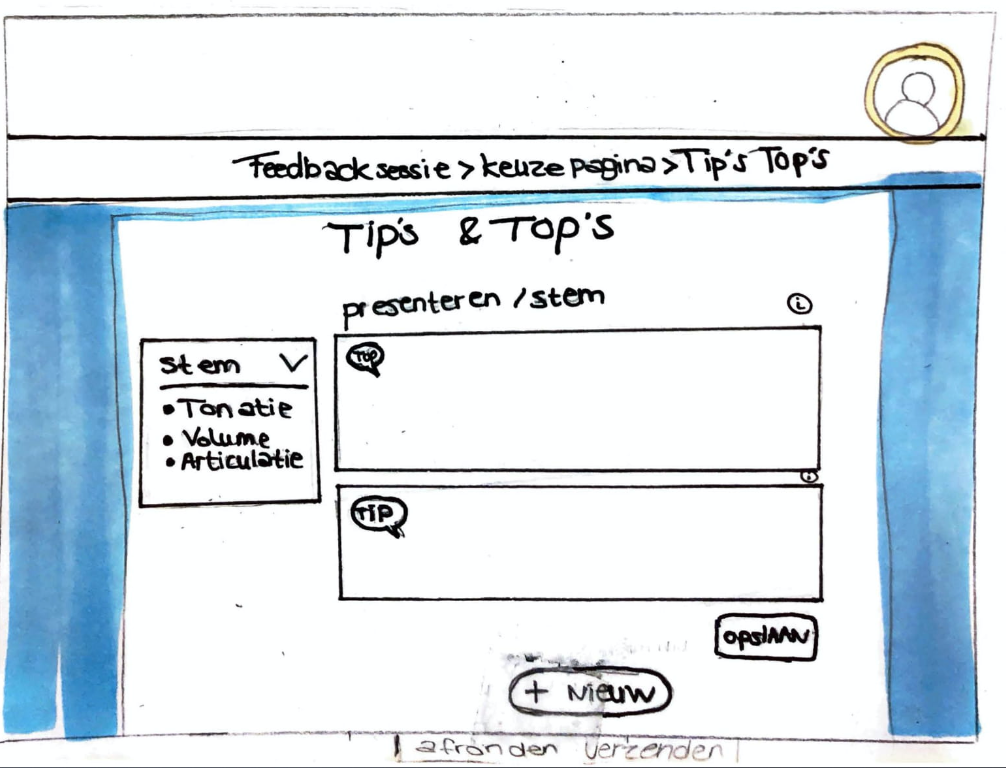 Feedback sessie > keuze pagina > Tip's Top's
Tip's & Top's
presenteren / stem
i
stem
• Tonatie
• Volume
• Articulatie
TOP
i
TIP
opslAAN
+ Nieuw
afronden verzenden